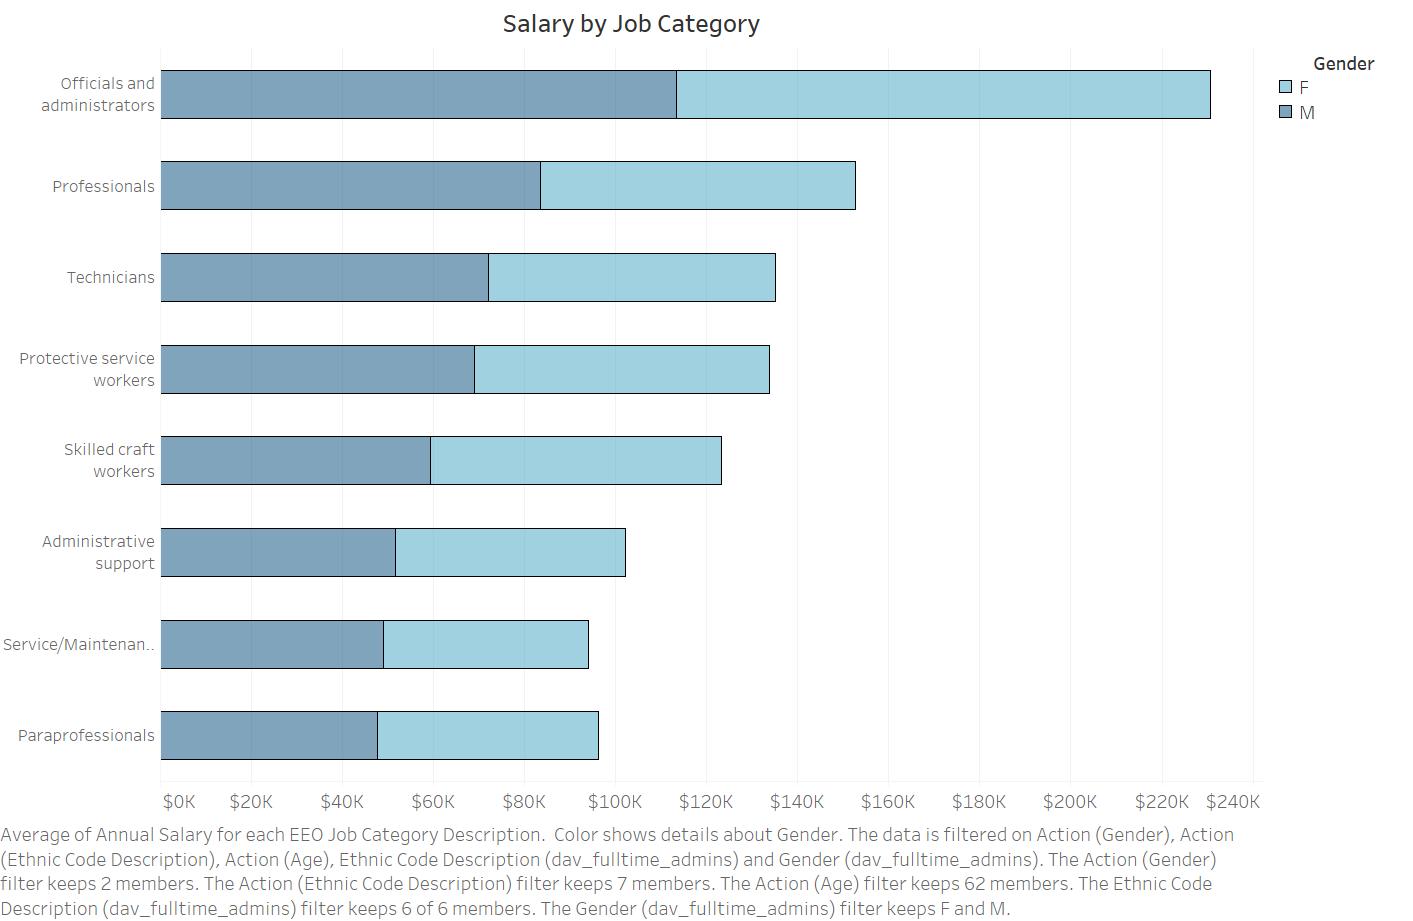 Salary by Job Category
Gender
F
M
Officials and
administrators
Professionals
Technicians
Protective service
workers
Skilled craft
workers
Administrative
support
Service/Maintenan..
Paraprofessionals
$0K $20K $40K $60K $80K $100K $120K $140K $160K $180K $200K $220K $240K
Average of Annual Salary for each EEO Job Category Description.  Color shows details about Gender. The data is filtered on Action (Gender), Action
(Ethnic Code Description), Action (Age), Ethnic Code Description (dav_fulltime_admins) and Gender (dav_fulltime_admins). The Action (Gender)
filter keeps 2 members. The Action (Ethnic Code Description) filter keeps 7 members. The Action (Age) filter keeps 62 members. The Ethnic Code
Description (dav_fulltime_admins) filter keeps 6 of 6 members. The Gender (dav_fulltime_admins) filter keeps F and M.